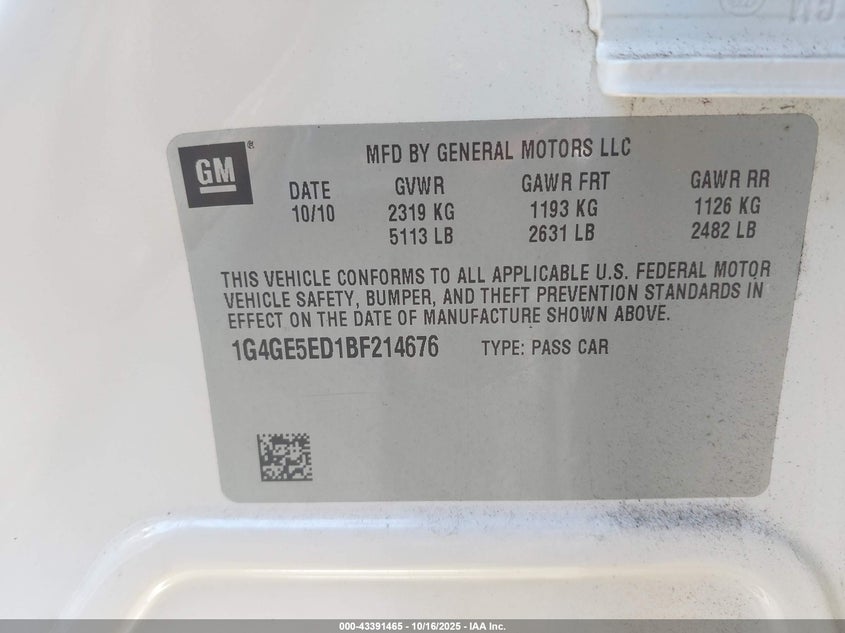 GM
GM®
MFD BY GENERAL MOTORS LLC
DATE GVWR GAWR FRT GAWR RR
10/10 2319 KG 1193 KG 1126 KG
5113 LB 2631 LB 2482 LB
THIS VEHICLE CONFORMS TO ALL APPLICABLE U.S. FEDERAL MOTOR
VEHICLE SAFETY, BUMPER, AND THEFT PREVENTION STANDARDS IN
EFFECT ON THE DATE OF MANUFACTURE SHOWN ABOVE.
1G4GE5ED1BF214676 TYPE: PASS CAR
000-43391465 - 10/16/2025 - IAA Inc.